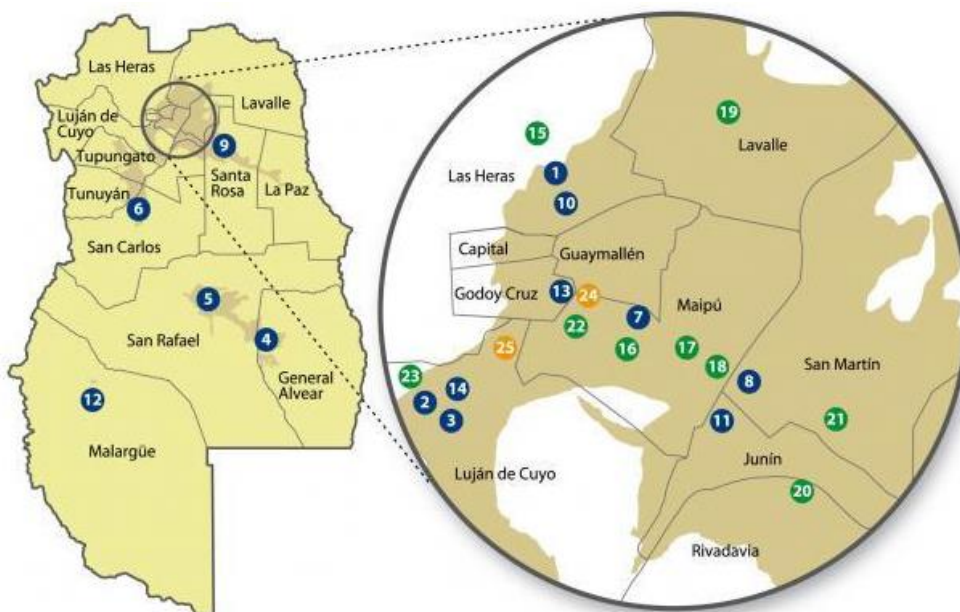 Las Heras
Lavalle
Luján de
Cuyo
9
Tupungato
Santa
Rosa
La Paz
Tunuyán
6
San Carlos
5
San Rafael
4
General
Alvear
12
Malargüe
19
15
Lavalle
Las Heras
1
10
Capital
Guaymallén
Godoy Cruz
13
24
7
Maipú
22
25
16
17
18
San Martín
23
14
8
2
3
11
21
Junín
Luján de Cuyo
20
Rivadavia